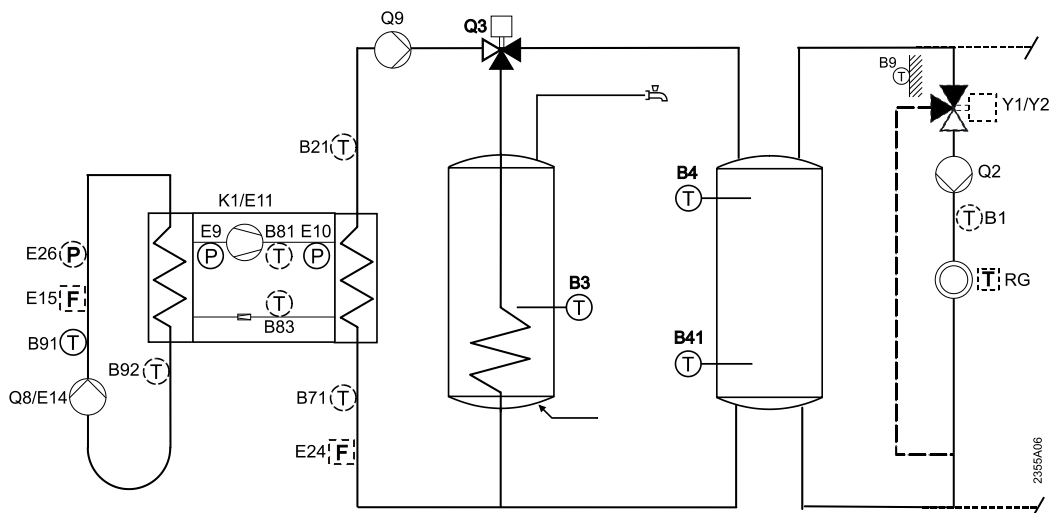 Q9
Q3
B9
T
Y1/Y2
B21 T
Q2
B4
T
K1/E11
T B1
E9
B81
E10
E26 P
P
T
P
T RG
E15 F
T
B3
T
B83
B91 T
B41
T
B92 T
Q8/E14
B71 T
E24 F
2355A06